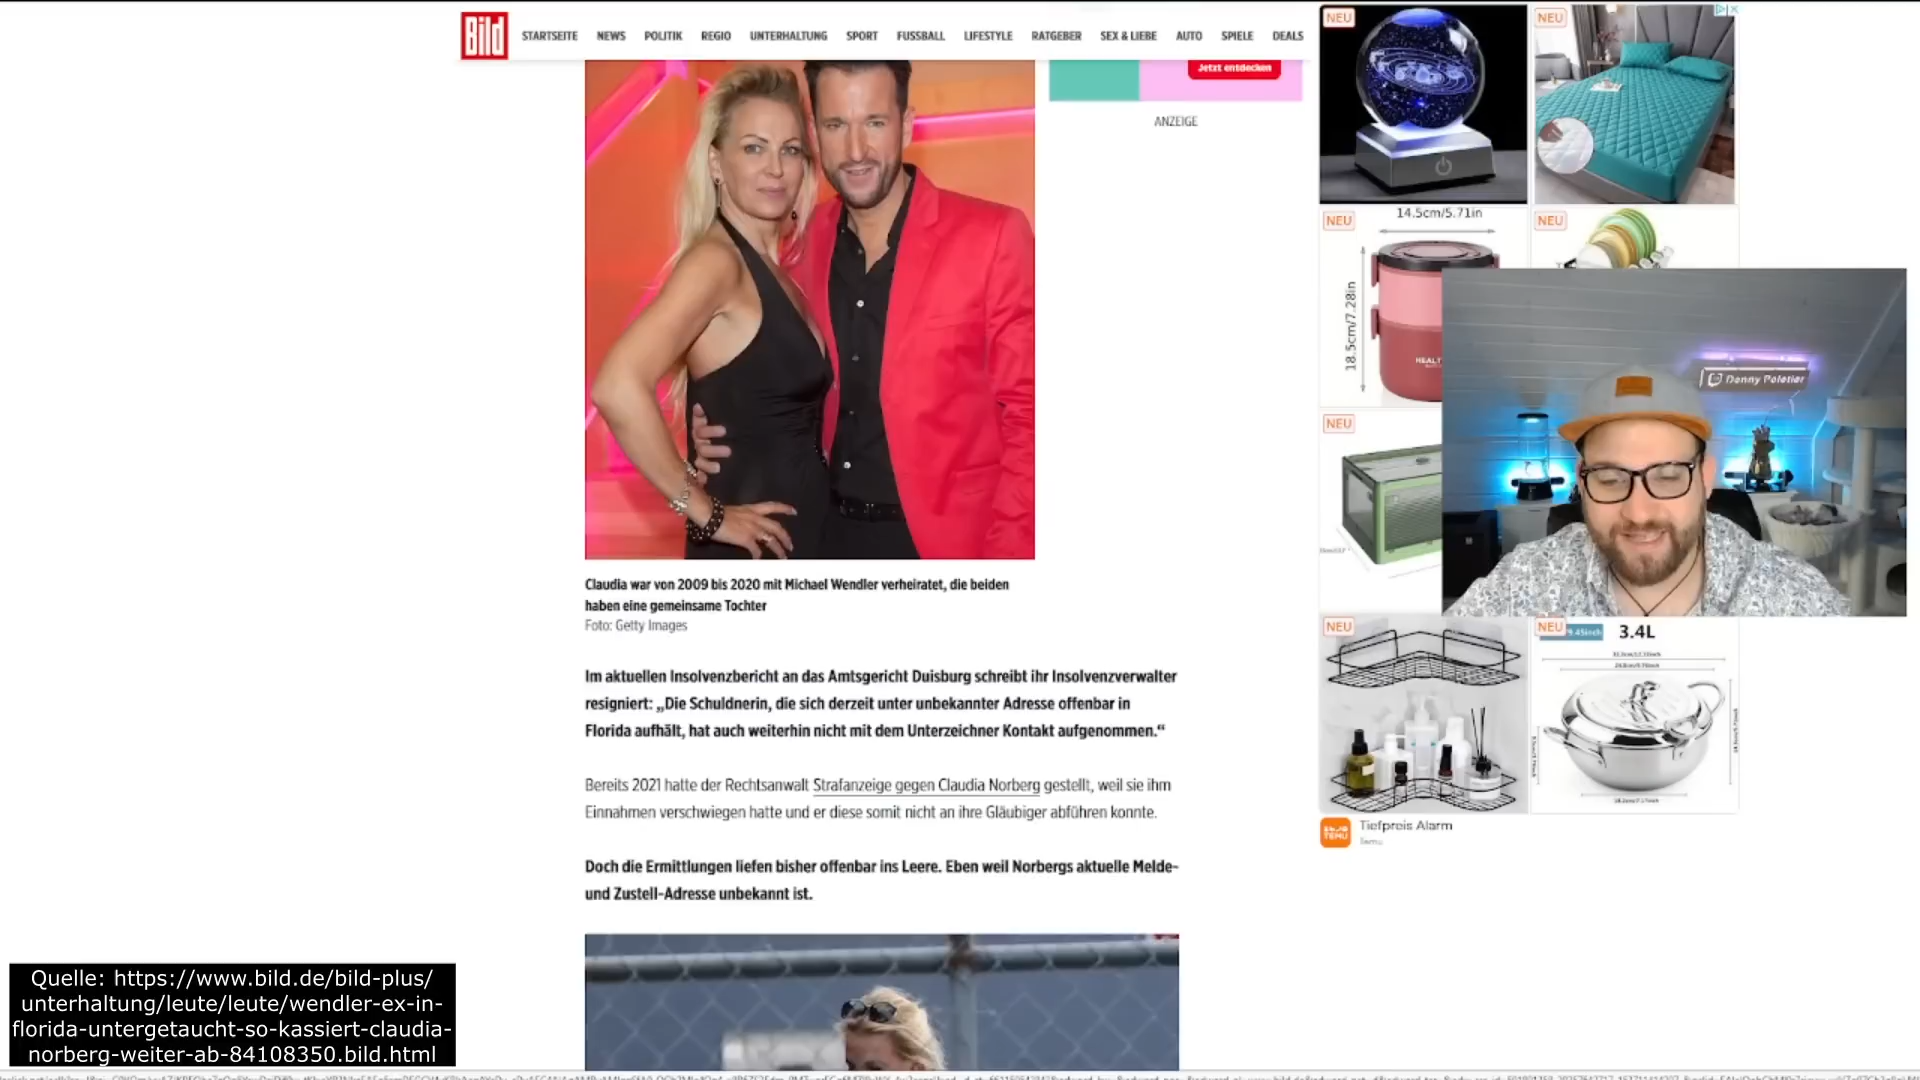 Bild
STARTSEITE NEWS POLITIK REGIO UNTERHALTUNG SPORT FUSSBALL LIFESTYLE RATGEBER SEX & LIEBE AUTO SPIELE DEALS
Jetzt entdecken
ANZEIGE
Claudia war von 2009 bis 2020 mit Michael Wendler verheiratet, die beiden
haben eine gemeinsame Tochter
Foto: Getty Images
Im aktuellen Insolvenzbericht an das Amtsgericht Duisburg schreibt ihr Insolvenzverwalter
resigniert: „Die Schuldnerin, die sich derzeit unter unbekannter Adresse offenbar in
Florida aufhält, hat auch weiterhin nicht mit dem Unterzeichner Kontakt aufgenommen.“
Bereits 2021 hatte der Rechtsanwalt Strafanzeige gegen Claudia Norberg gestellt, weil sie ihm
Einnahmen verschwiegen hatte und er diese somit nicht an ihre Gläubiger abführen konnte.
Doch die Ermittlungen liefen bisher offenbar ins Leere. Eben weil Norbergs aktuelle Melde-
und Zustell-Adresse unbekannt ist.
NEU
NEU
NEU
14.5cm/5.71in
18.5cm/7.28in
NEU
NEU
Danny Poletier
NEU
NEU
9.45inch
3.4L
TEMU
Tiefpreis Alarm
Temu
Quelle: https://www.bild.de/bild-plus/
unterhaltung/leute/leute/wendler-ex-in-
florida-untergetaucht-so-kassiert-claudia-
norberg-weiter-ab-84108350.bild.html